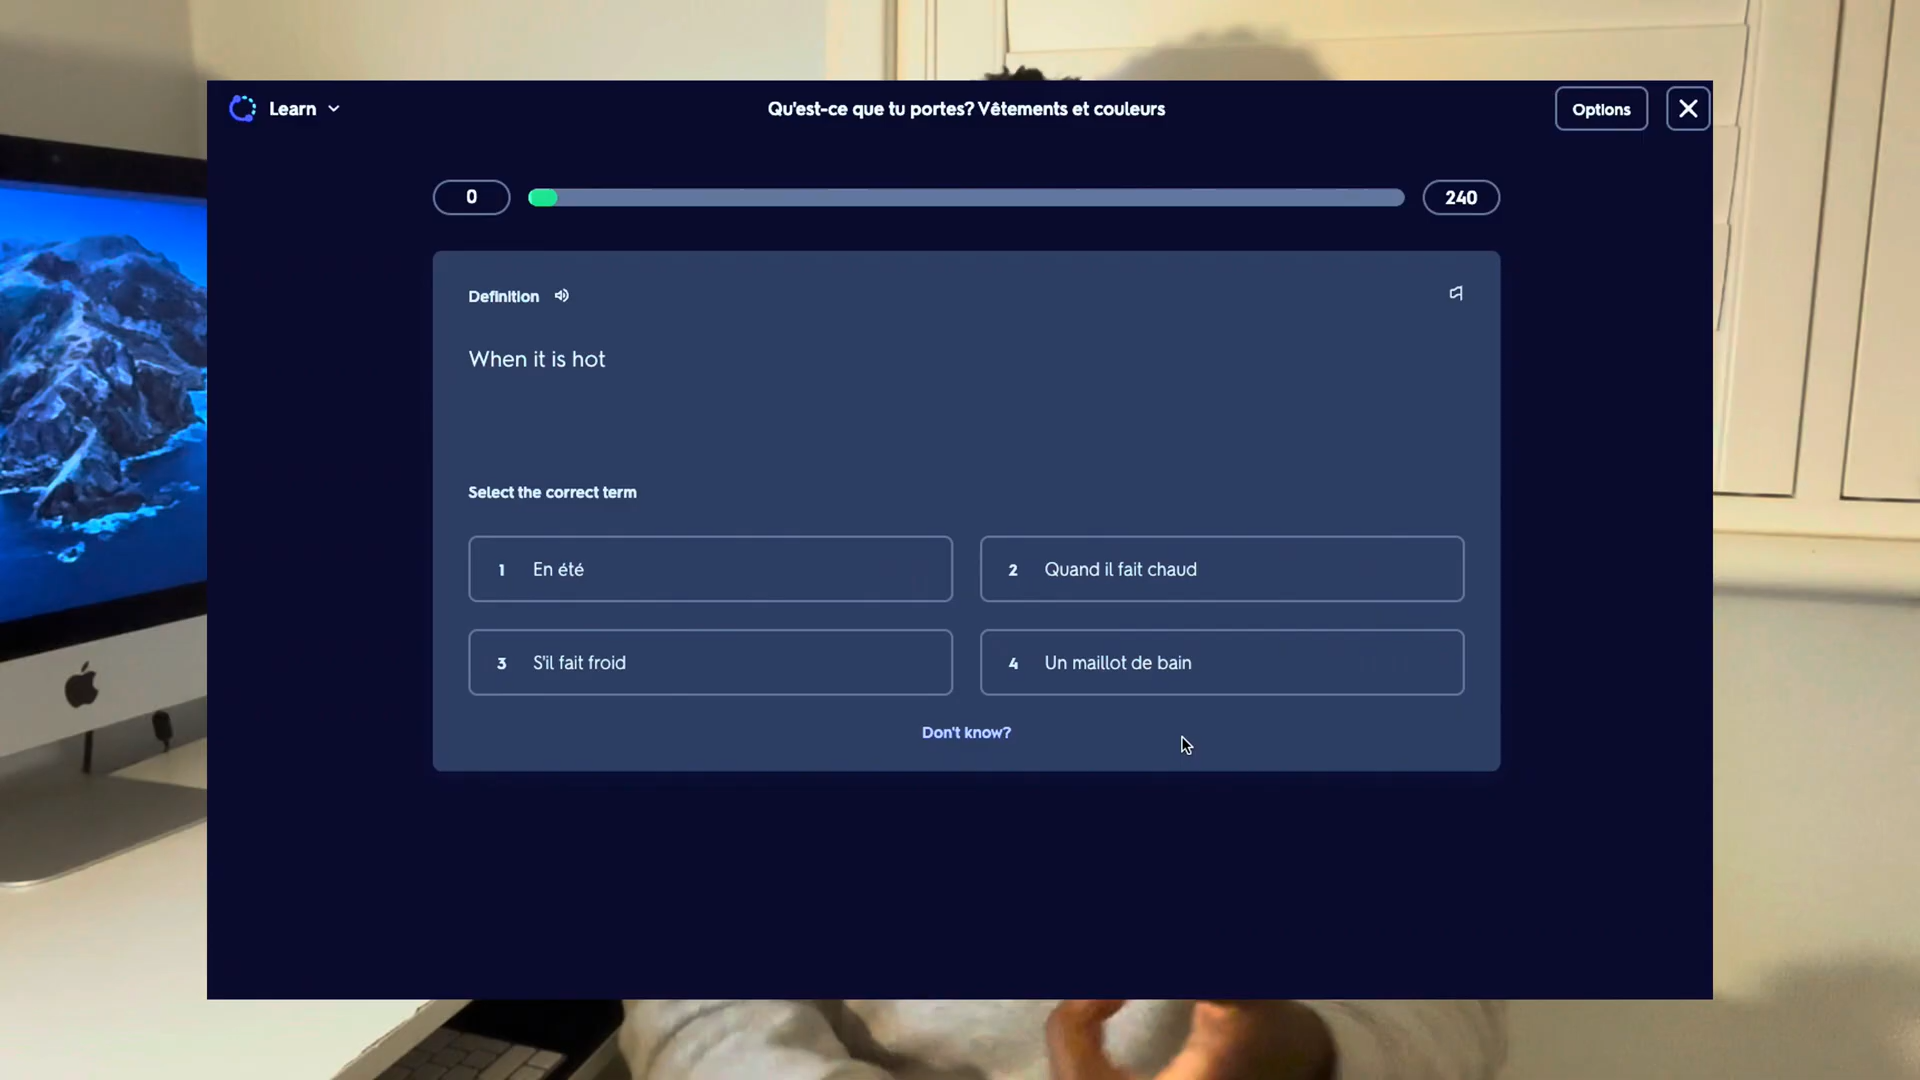 Learn
Qu'est-ce que tu portes? Vêtements et couleurs
Options
0
240
Definition
When it is hot
Select the correct term
1 En été
2 Quand il fait chaud
3 S'il fait froid
4 Un maillot de bain
Don't know?